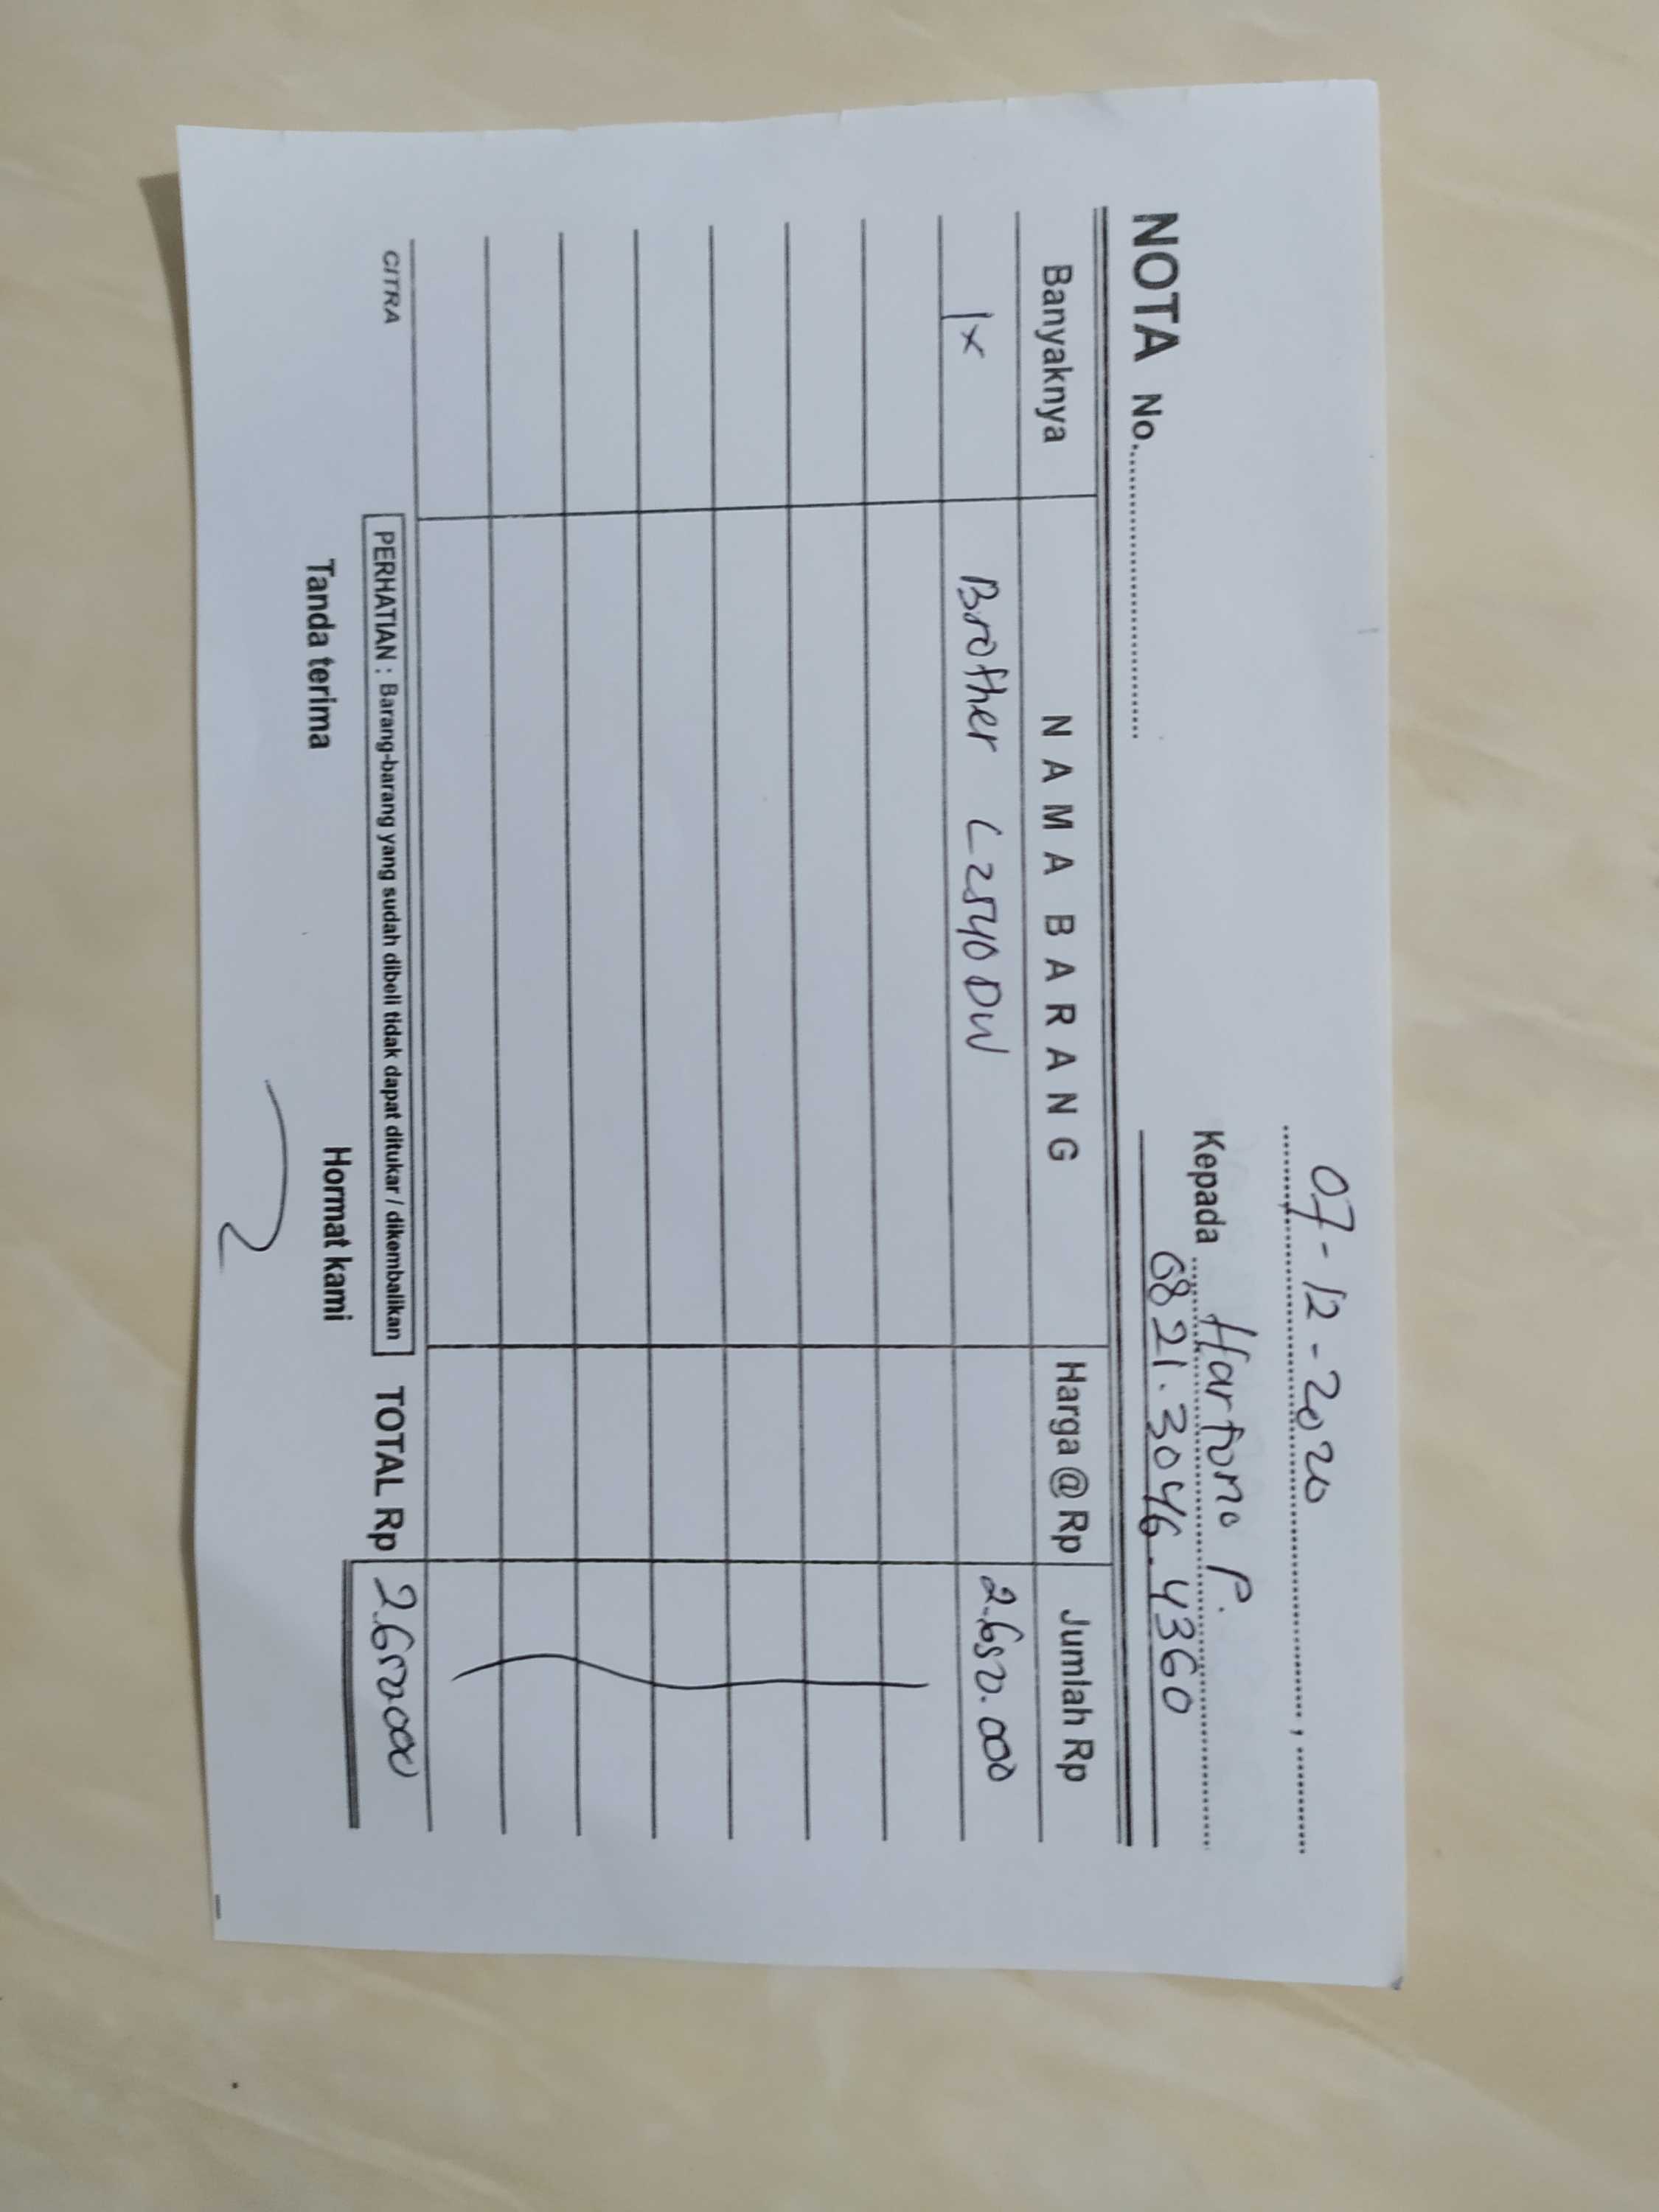 07-12-2020
Kepada Hartono P.
0821.3046.4360
NOTA No.
Banyaknya NAMA BARANG Harga @ Rp Jumlah Rp
1x Brother L2540DW 2.650.000
CITRA
PERHATIAN : Barang-barang yang sudah dibeli tidak dapat ditukar / dikembalikan
TOTAL Rp 2.650000
Tanda terima Hormat kami